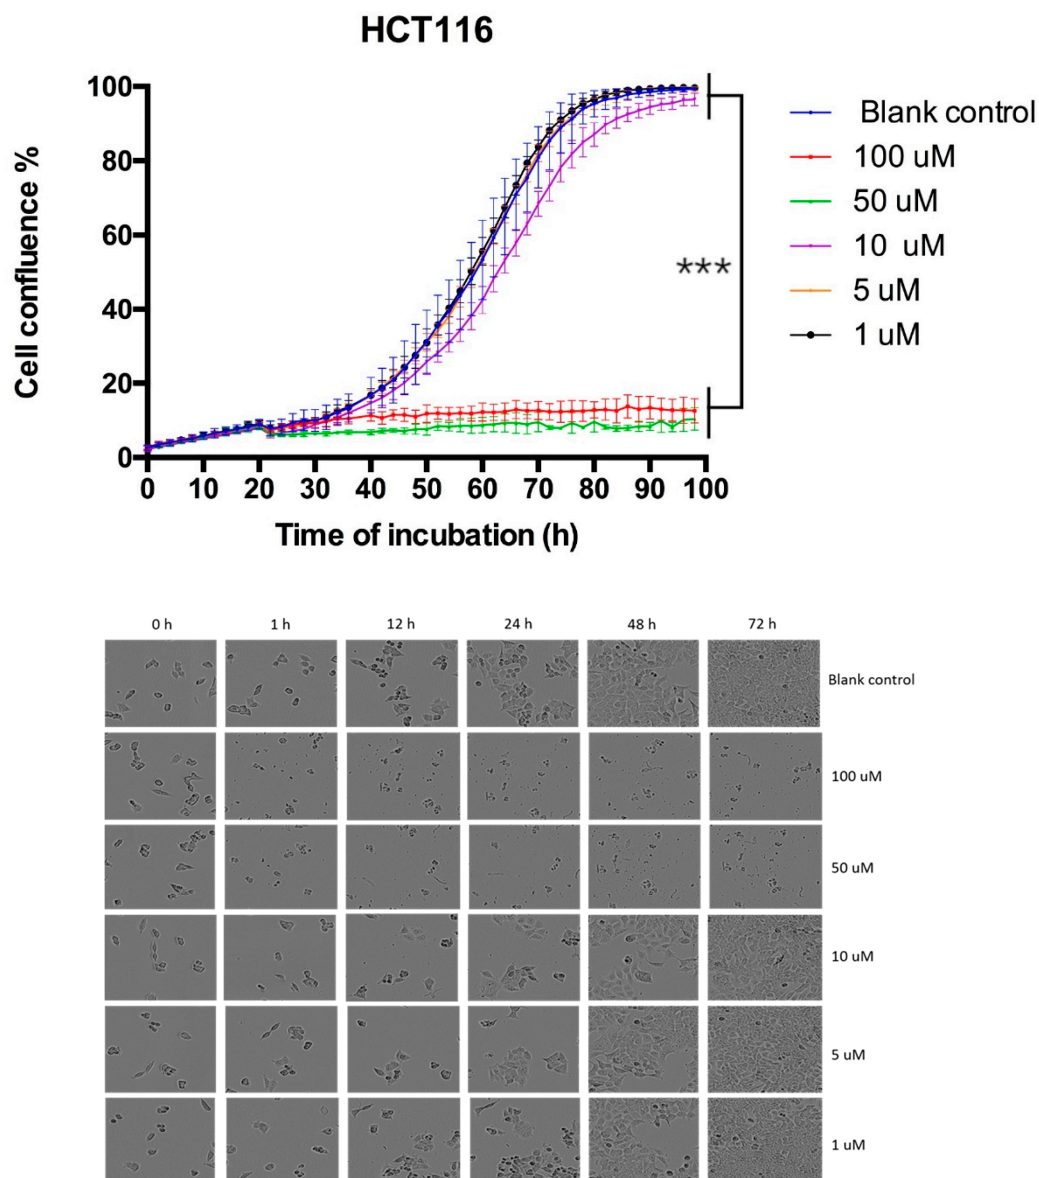 HCT116
100
80
60
40
20
0
Cell confluence %
0 10 20 30 40 50 60 70 80 90 100
Time of incubation (h)
***
Blank control
100 uM
50 uM
10 uM
5 uM
1 uM
0 h 1 h 12 h 24 h 48 h 72 h
Blank control
100 uM
50 uM
10 uM
5 uM
1 uM